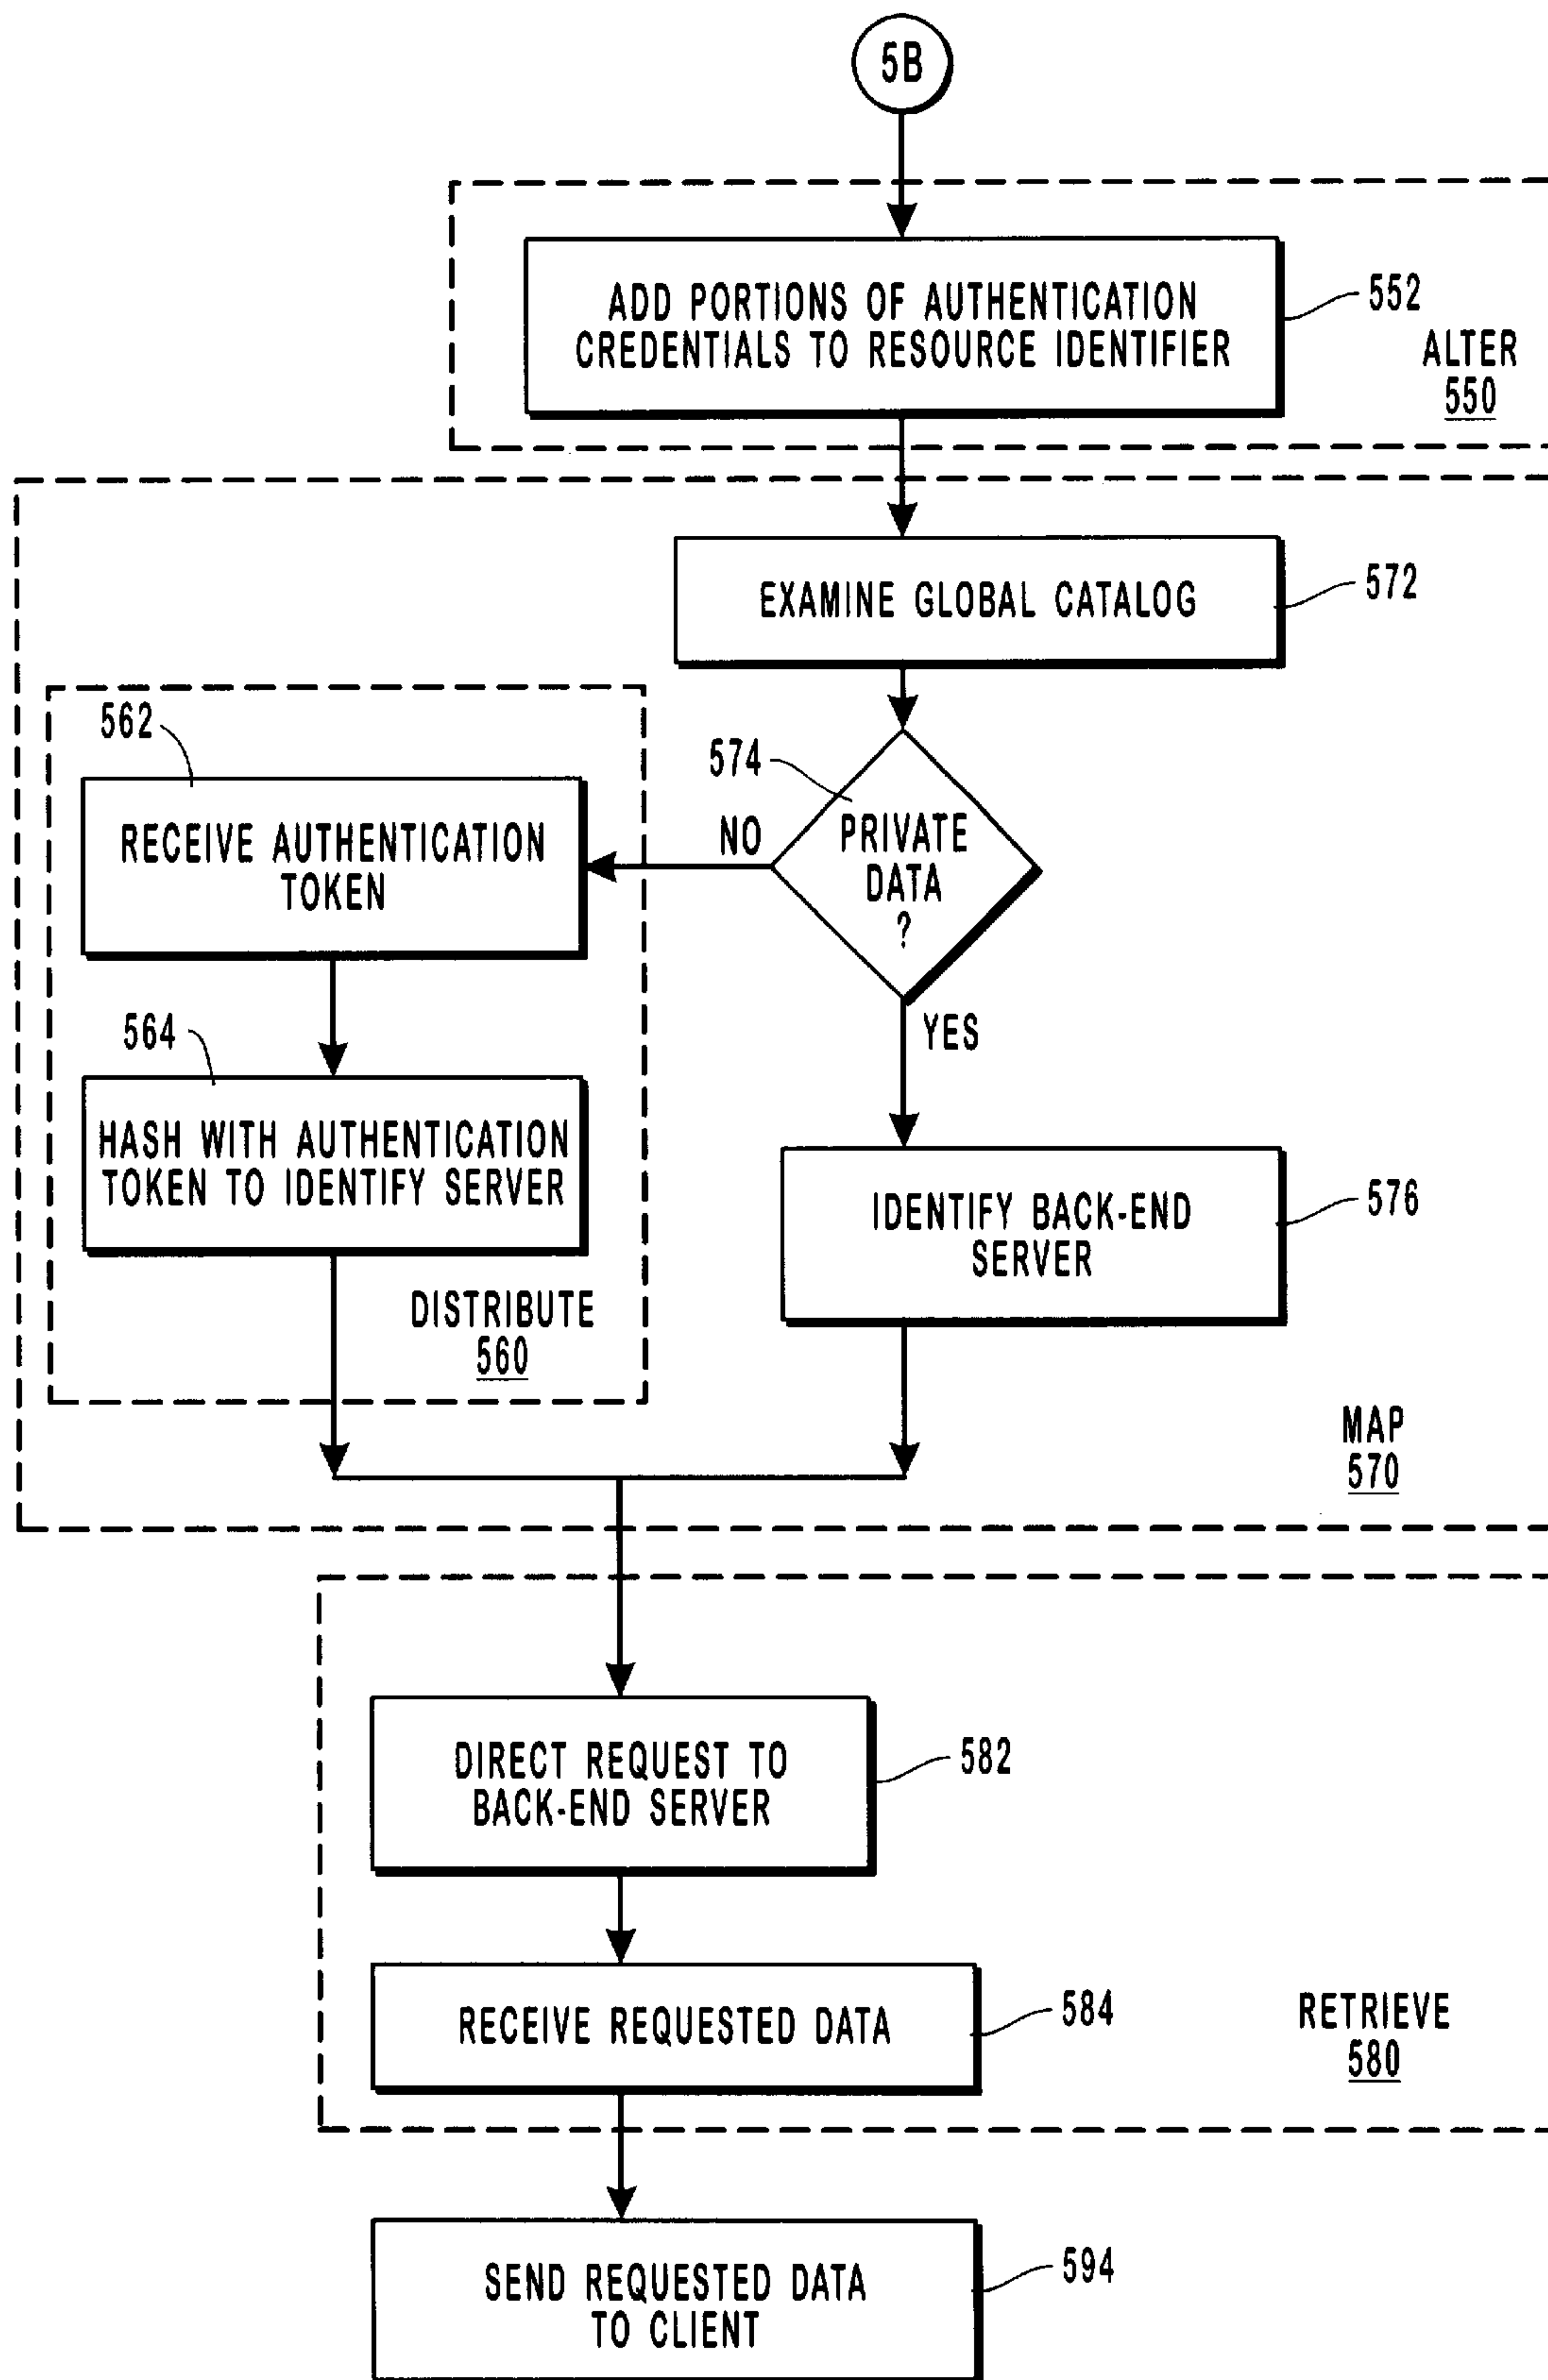 5B
ADD PORTIONS OF AUTHENTICATION
CREDENTIALS TO RESOURCE IDENTIFIER
552
ALTER
550
EXAMINE GLOBAL CATALOG
572
562
RECEIVE AUTHENTICATION
TOKEN
574
NO
PRIVATE
DATA
?
YES
564
HASH WITH AUTHENTICATION
TOKEN TO IDENTIFY SERVER
IDENTIFY BACK-END
SERVER
576
DISTRIBUTE
560
MAP
570
DIRECT REQUEST TO
BACK-END SERVER
582
RECEIVE REQUESTED DATA
584
RETRIEVE
580
SEND REQUESTED DATA
TO CLIENT
594